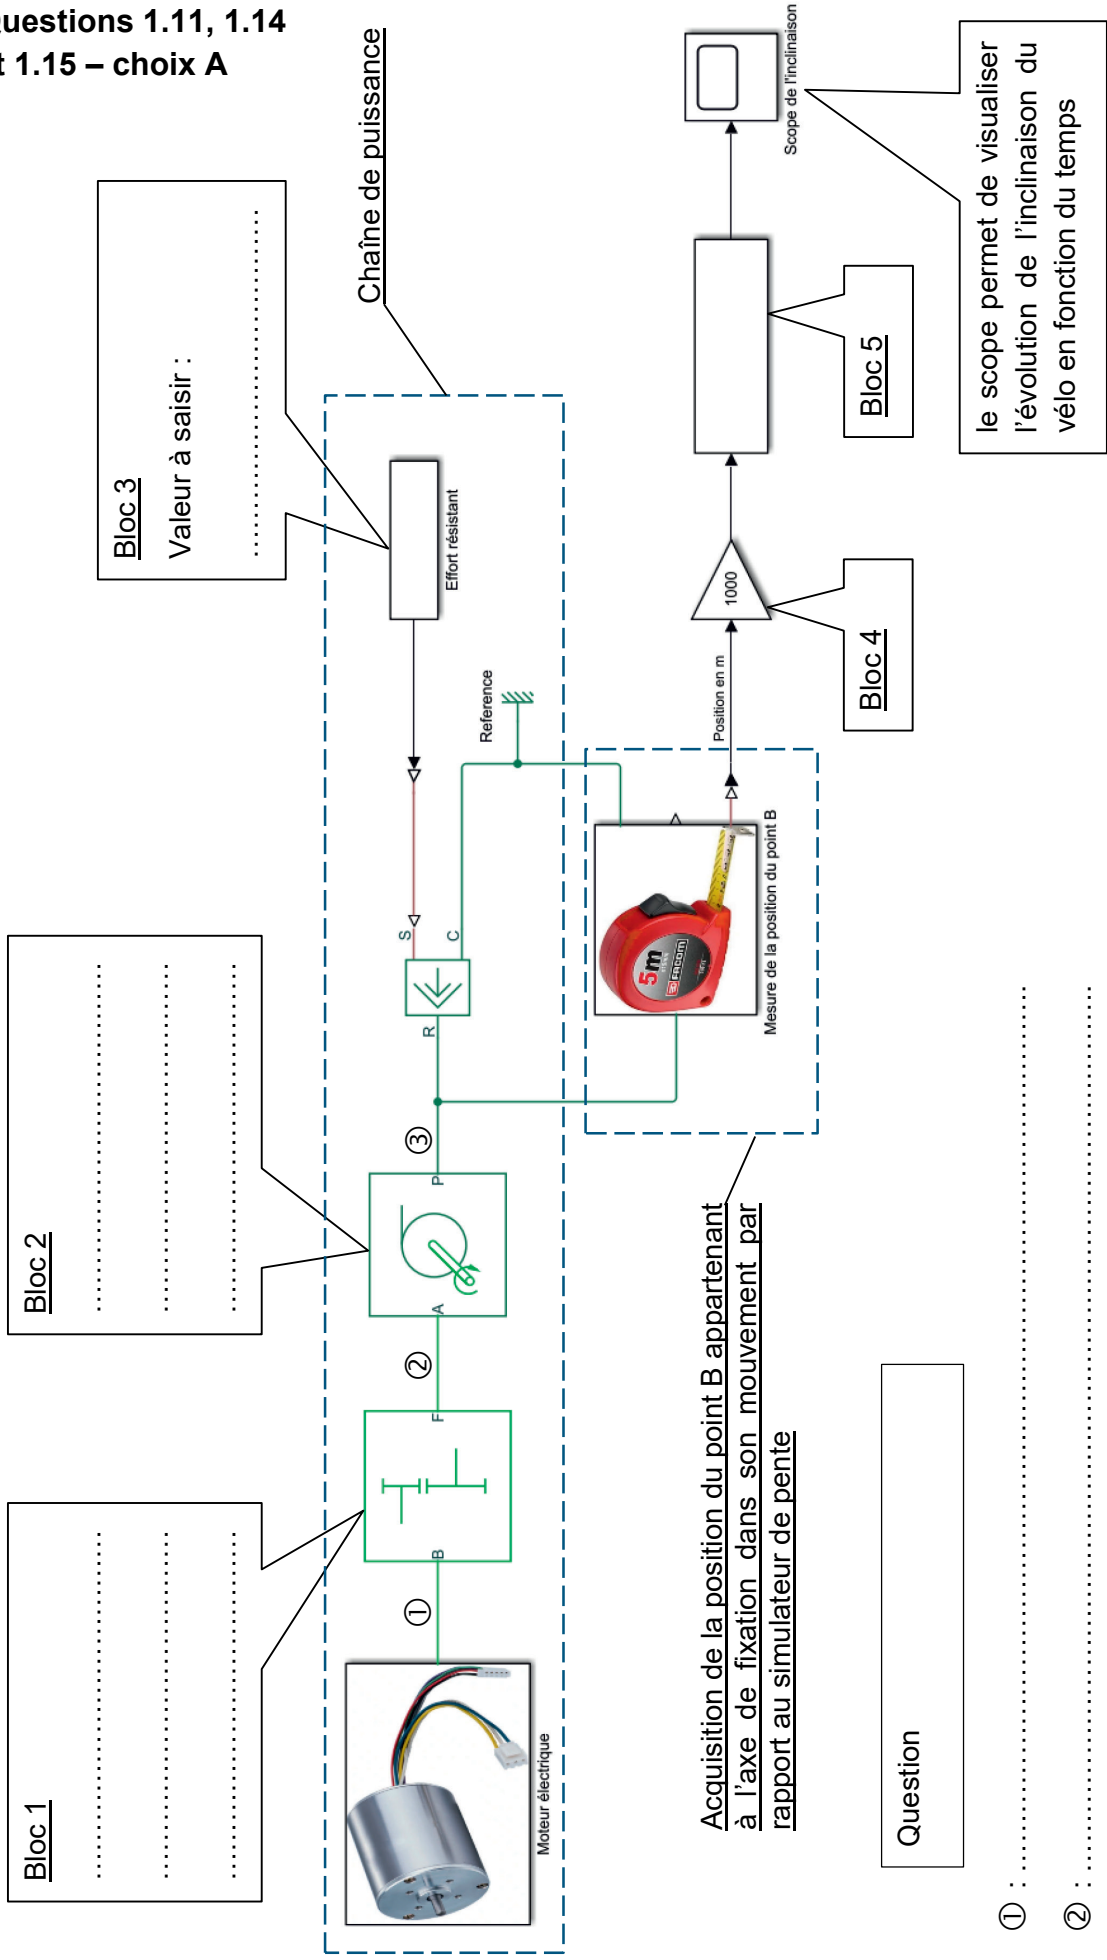 Questions 1.11, 1.14
t 1.15 – choix A
Bloc 1
................................................
................................................
................................................
Bloc 2
................................................
................................................
................................................
Bloc 3
Valeur à saisir :
................................................
Chaîne de puissance
Moteur électrique
①
B
F
②
A
P
③
R
S
C
Effort résistant
Reference
5m
FACOM
Mesure de la position du point B
Position en m
1000
Bloc 4
Bloc 5
Scope de l'inclinaison
le scope permet de visualiser
l'évolution de l'inclinaison du
vélo en fonction du temps
Acquisition de la position du point B appartenant
à l'axe de fixation dans son mouvement par
rapport au simulateur de pente
Question
① : ................................................
② : ................................................